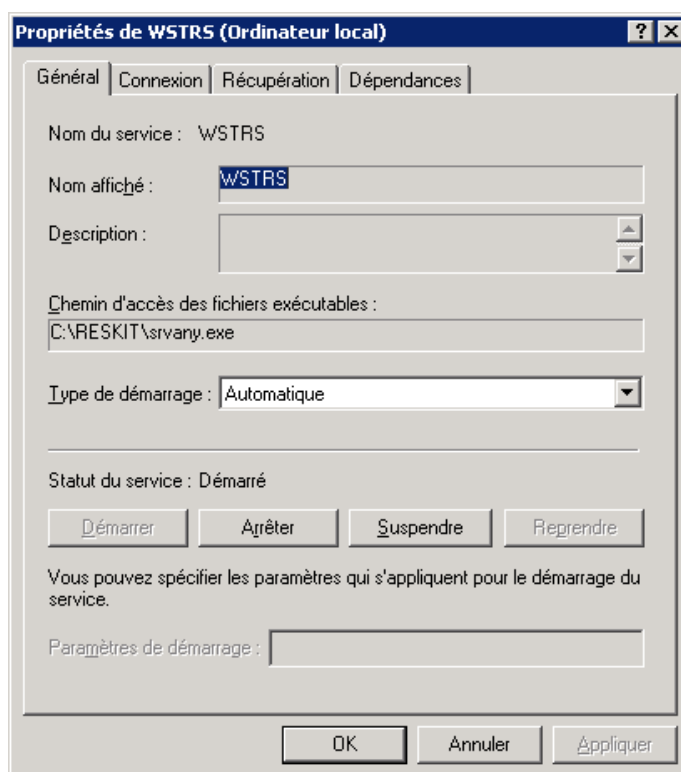 Propriétés de WSTRS (Ordinateur local)
Général Connexion Récupération Dépendances
Nom du service : WSTRS
Nom affiché : WSTRS
Description :
Chemin d'accès des fichiers exécutables :
C:\RESKIT\srvany.exe
Type de démarrage : Automatique
Statut du service : Démarré
Démarrer Arrêter Suspendre Reprendre
Vous pouvez spécifier les paramètres qui s'appliquent pour le démarrage du
service.
Paramètres de démarrage :
OK Annuler Appliquer